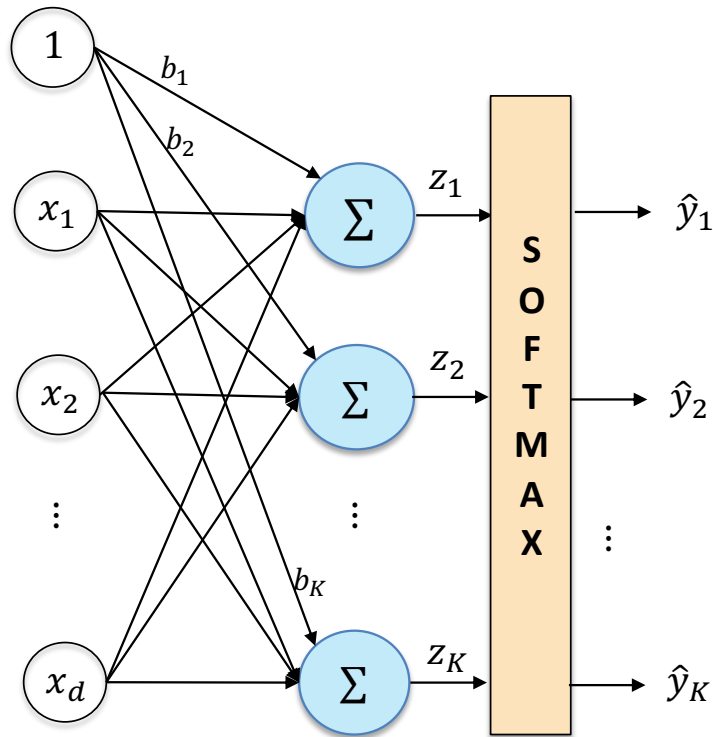 1
b₁
b₂
x₁
∑
z₁
ŷ₁
x₂
∑
z₂
ŷ₂
S
O
F
T
M
A
X
⋮
⋮
⋮
b_K
x_d
∑
z_K
ŷ_K